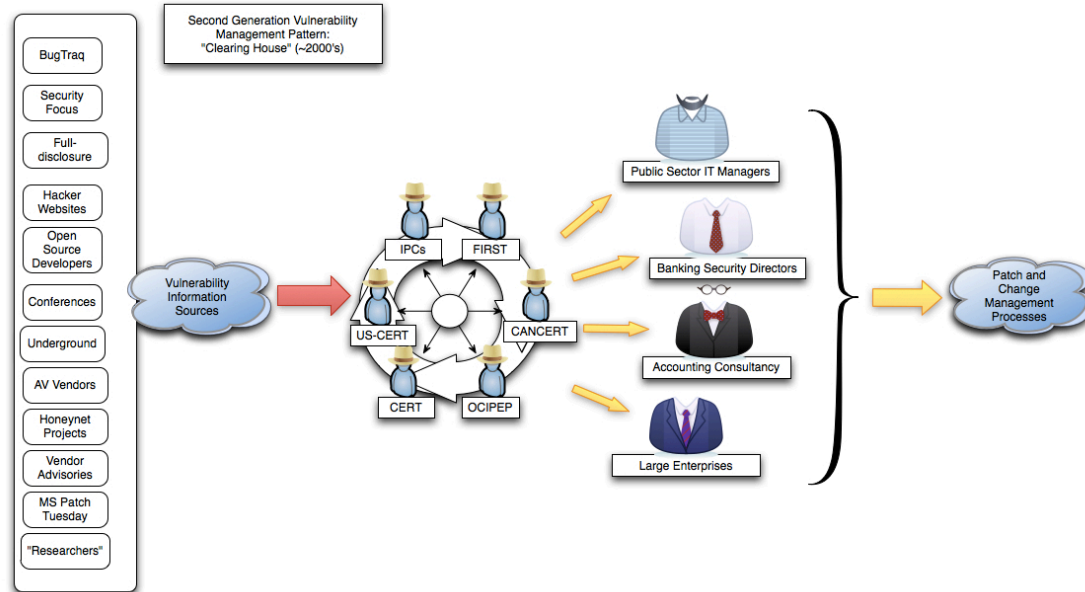 Second Generation Vulnerability
Management Pattern:
"Clearing House" (~2000's)
BugTraq
Security
Focus
Full-
disclosure
Hacker
Websites
Open
Source
Developers
Conferences
Underground
AV Vendors
Honeynet
Projects
Vendor
Advisories
MS Patch
Tuesday
"Researchers"
Vulnerability
Information
Sources
IPCs
FIRST
US-CERT
CANCERT
CERT
OCIPEP
Public Sector IT Managers
Banking Security Directors
Accounting Consultancy
Large Enterprises
Patch and
Change
Management
Processes